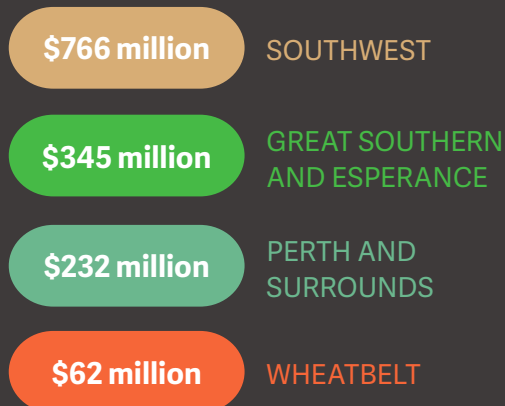 $766 million SOUTHWEST
$345 million GREAT SOUTHERN
AND ESPERANCE
$232 million PERTH AND
SURROUNDS
$62 million WHEATBELT